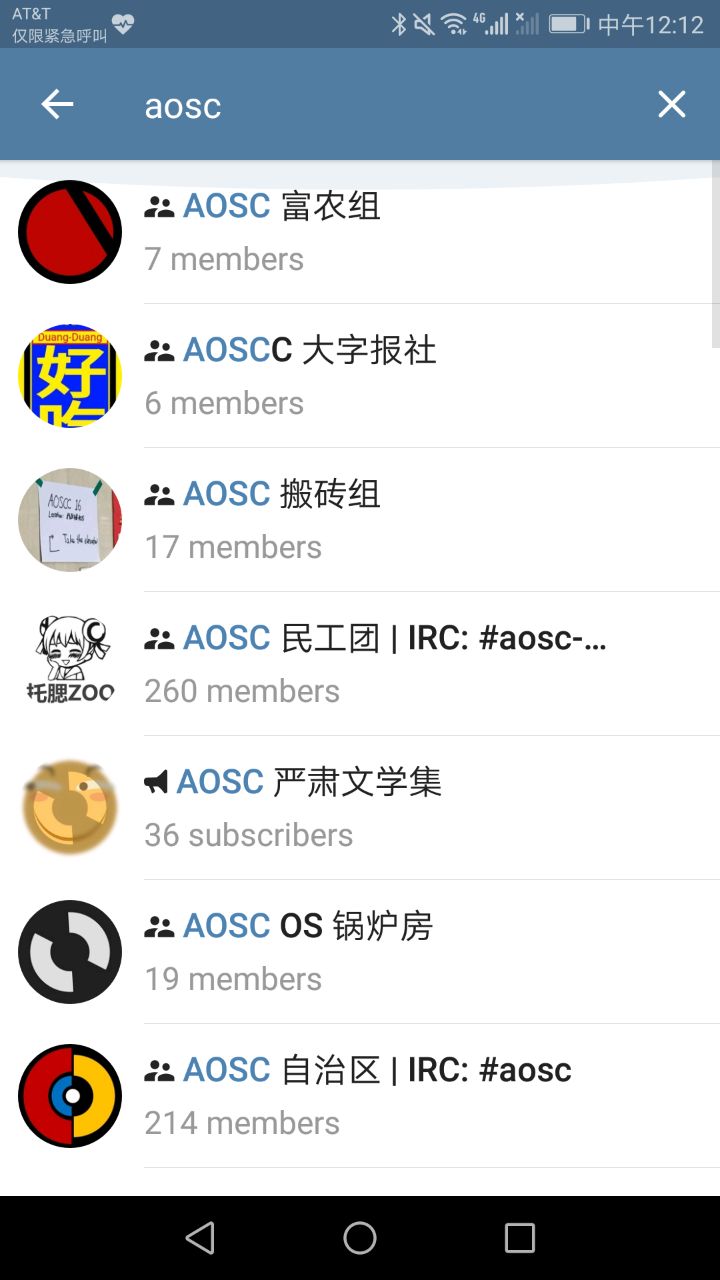 AT&T
仅限紧急呼叫
4G
中午12:12
aosc
AOSC 富农组
7 members
Duang·Duang
好吃
AOSCC 大字报社
6 members
AOSCC 16
AOSC 搬砖组
17 members
托腮ZOO
AOSC 民工团 | IRC: #aosc-...
260 members
AOSC 严肃文学集
36 subscribers
AOSC OS 锅炉房
19 members
AOSC 自治区 | IRC: #aosc
214 members